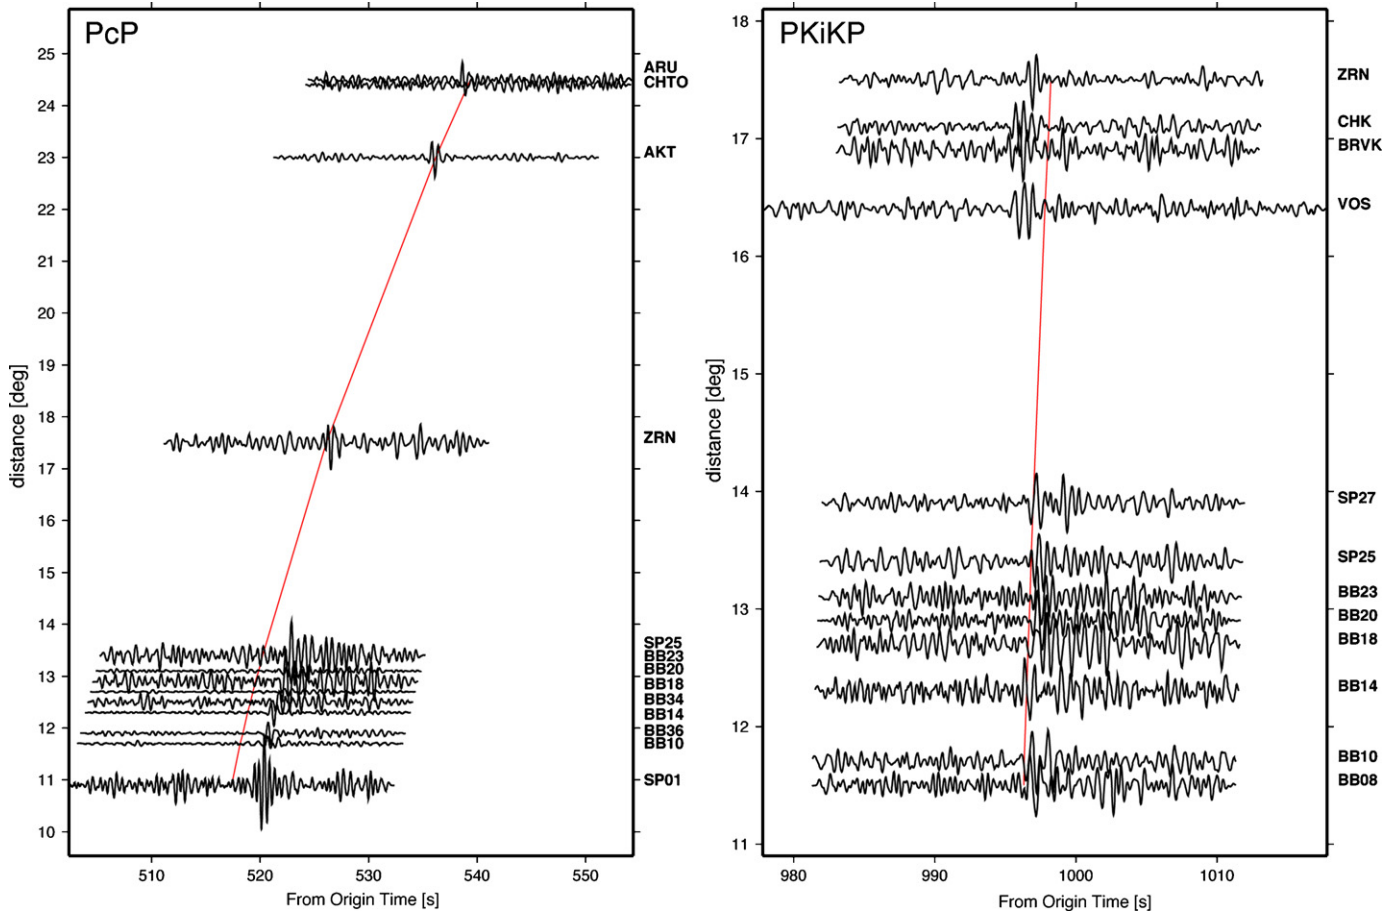 PcP
25
24
23
22
21
20
19
18
17
16
15
14
13
12
11
10
distance [deg]
ARU
CHTO
AKT
ZRN
SP25
BB23
BB20
BB18
BB34
BB14
BB36
BB10
SP01
510
520
530
540
550
From Origin Time [s]
PKiKP
18
17
16
15
14
13
12
11
distance [deg]
ZRN
CHK
BRVK
VOS
SP27
SP25
BB23
BB20
BB18
BB14
BB10
BB08
980
990
1000
1010
From Origin Time [s]